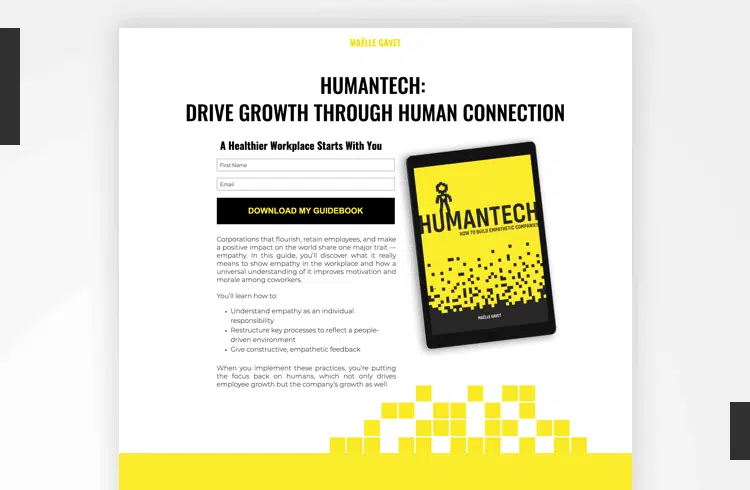 MAËLLE GAVET
HUMANTECH:
DRIVE GROWTH THROUGH HUMAN CONNECTION
A Healthier Workplace Starts With You
First Name
Email
DOWNLOAD MY GUIDEBOOK
Corporations that flourish, retain employees, and make
a positive impact on the world share one major trait —
empathy. In this guide, you'll discover what it really
means to show empathy in the workplace and how a
universal understanding of it improves motivation and
morale among coworkers.
You'll learn how to:
• Understand empathy as an individual
responsibility
• Restructure key processes to reflect a people-
driven environment
• Give constructive, empathetic feedback
When you implement these practices, you're putting
the focus back on humans, which not only drives
employee growth but the company's growth as well.
HUMANTECH
HOW TO BUILD EMPATHETIC COMPANIES
MAËLLE GAVET